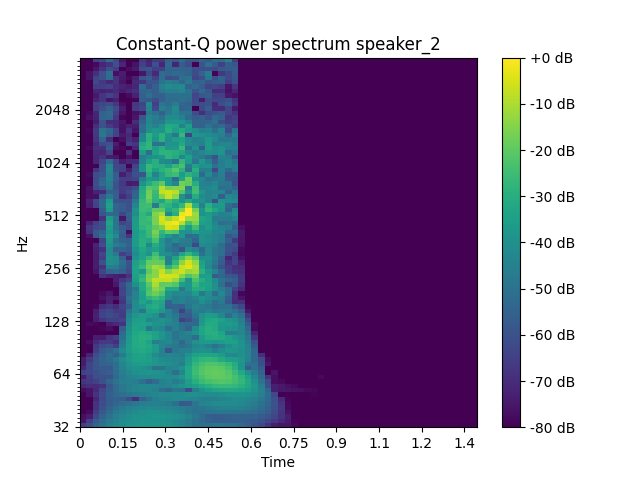 Constant-Q power spectrum speaker_2
Hz
2048
1024
512
256
128
64
32
0 0.15 0.3 0.45 0.6 0.75 0.9 1.1 1.2 1.4
Time
+0 dB
-10 dB
-20 dB
-30 dB
-40 dB
-50 dB
-60 dB
-70 dB
-80 dB